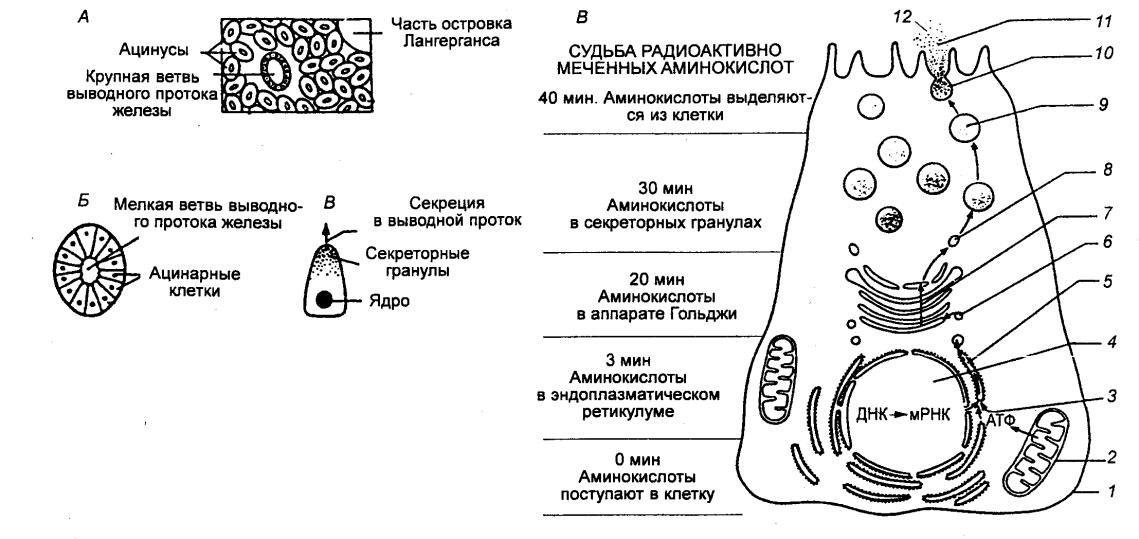 А
Ацинусы
Крупная ветвь
выводного протока
железы
Часть островка
Лангерганса
Б
Мелкая ветвь выводно-
го протока железы
Ацинарные
клетки
В
Секреция
в выводной проток
Секреторные
гранулы
Ядро
В
СУДЬБА РАДИОАКТИВНО
МЕЧЕННЫХ АМИНОКИСЛОТ
40 мин. Аминокислоты выделяют-
ся из клетки
30 мин
Аминокислоты
в секреторных гранулах
20 мин
Аминокислоты
в аппарате Гольджи
3 мин
Аминокислоты
в эндоплазматическом
ретикулуме
0 мин
Аминокислоты
поступают в клетку
12
11
10
9
8
7
6
5
4
3
2
1
ДНК
мРНК
АТФ